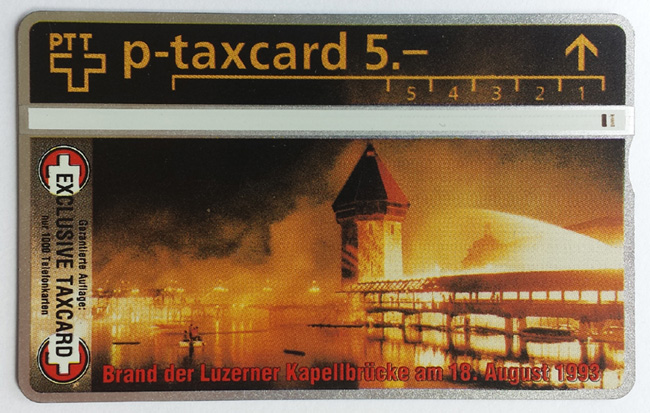 PTT
p-taxcard 5.–
5 4 3 2 1
EXCLUSIVE TAXCARD
Garantierte Auflage:
nur 1000 Telefonkarten
Brand der Luzerner Kapellbrücke am 18. August 1993